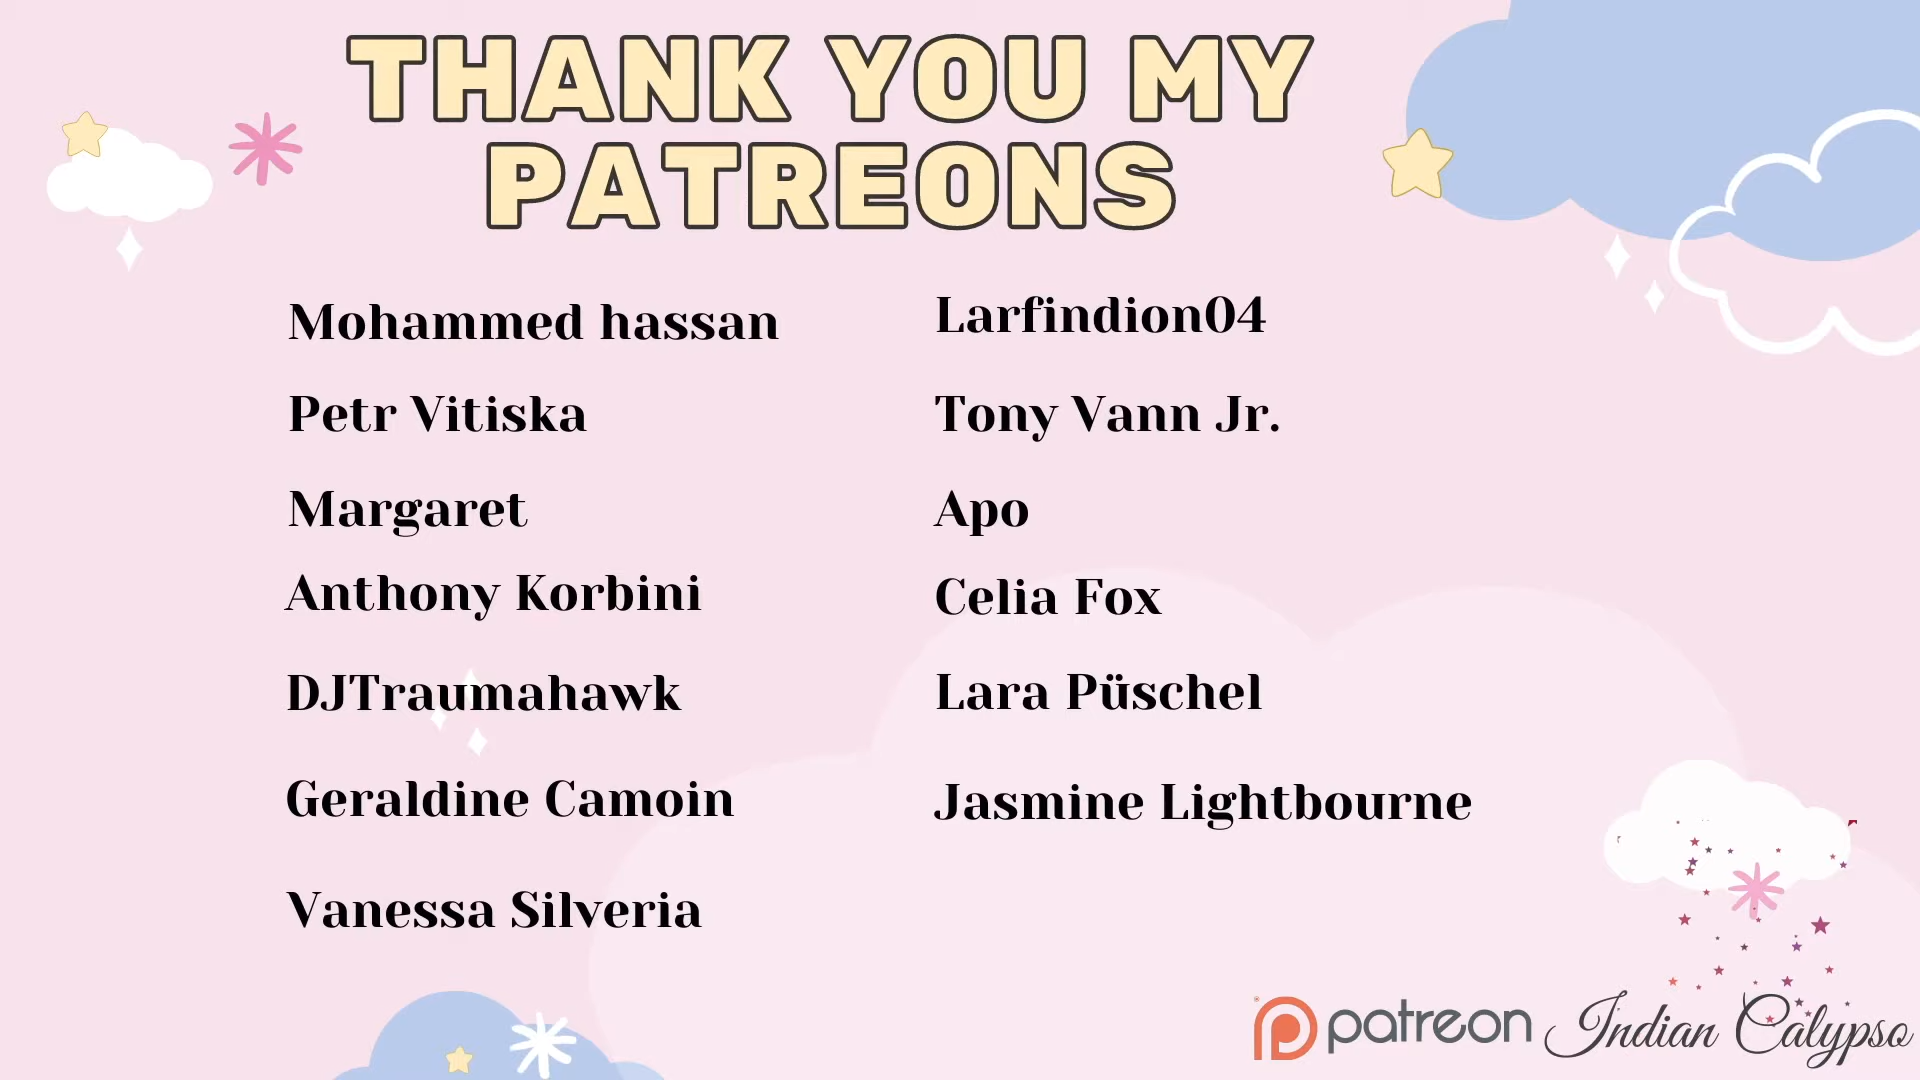 THANK YOU MY
PATREONS
Mohammed hassan
Petr Vitiska
Margaret
Anthony Korbini
DJTraumahawk
Geraldine Camoin
Vanessa Silveria
Larfindion04
Tony Vann Jr.
Apo
Celia Fox
Lara Püschel
Jasmine Lightbourne
patreon Indian Calypso